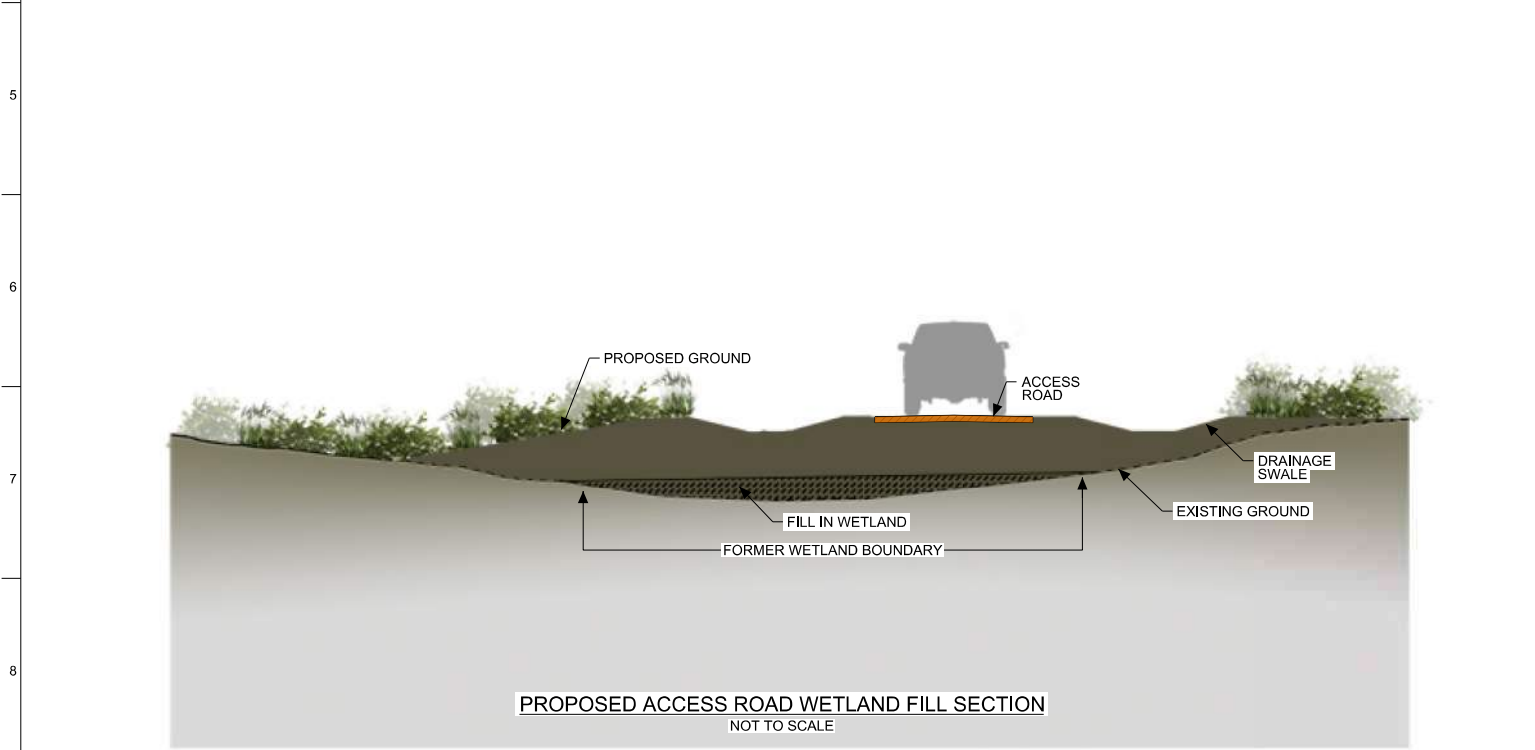 5
6
PROPOSED GROUND
ACCESS
ROAD
DRAINAGE
SWALE
7
EXISTING GROUND
FILL IN WETLAND
FORMER WETLAND BOUNDARY
8
PROPOSED ACCESS ROAD WETLAND FILL SECTION
NOT TO SCALE